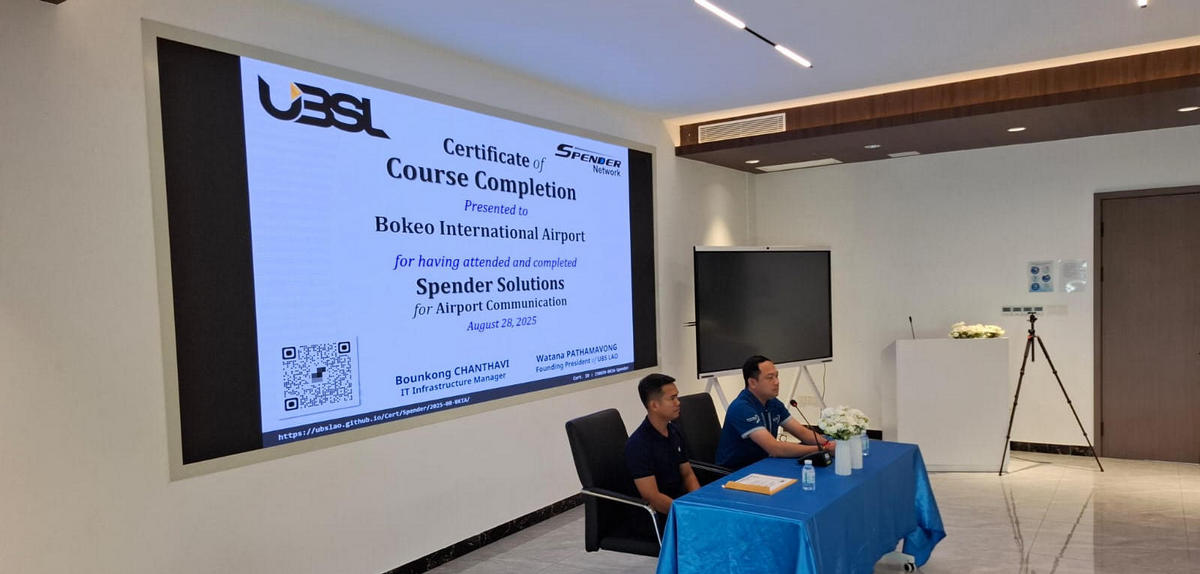 UBSL
SPENDER
Network
Certificate of
Course Completion
Presented to
Bokeo International Airport
for having attended and completed
Spender Solutions
for Airport Communication
August 28, 2025
Bounkong CHANTHAVI
IT Infrastructure Manager
Watana PATHAMAVONG
Founding President of UBS LAO
https://ubslao.github.io/Cert/Spender/2025-08-BKIA/